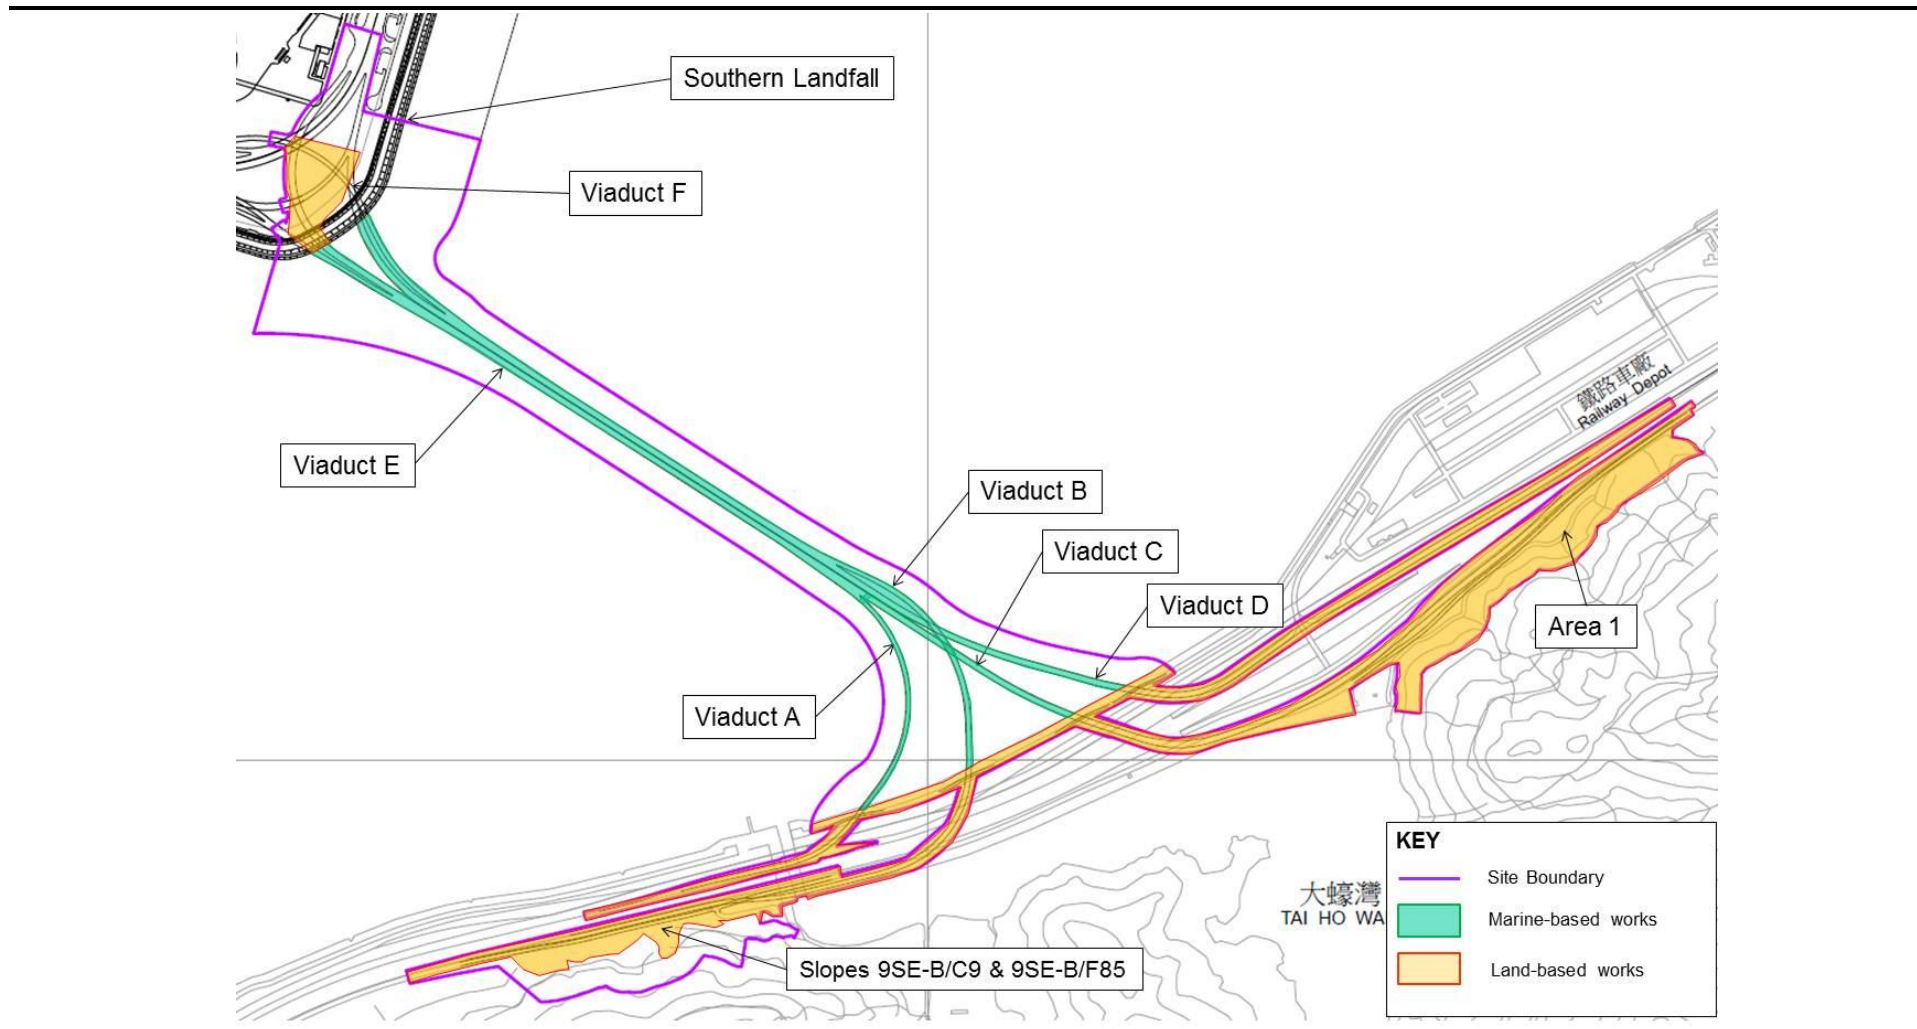 Southern Landfall
Viaduct F
鐵路車廠
Railway Depot
Viaduct E
Viaduct B
Viaduct C
Viaduct D
Area 1
Viaduct A
KEY
Site Boundary
Marine-based works
Land-based works
大蠔灣
TAI HO WA
Slopes 9SE-B/C9 & 9SE-B/F85